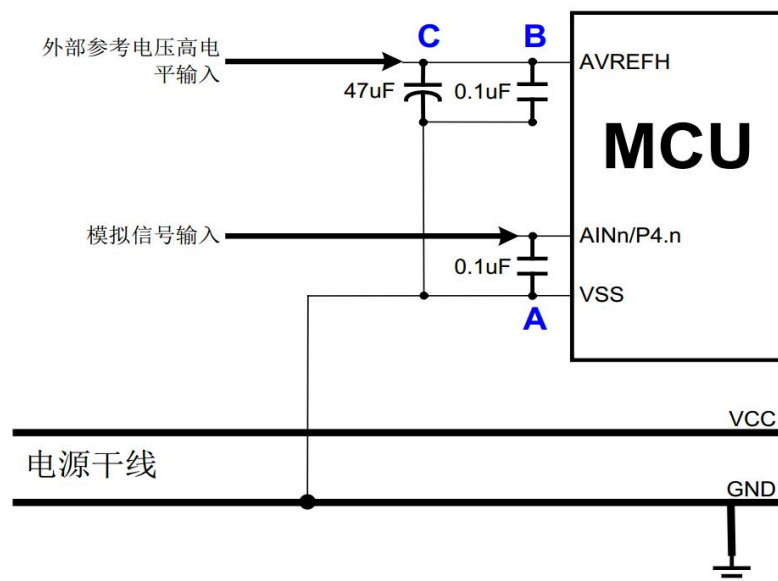 外部参考电压高电
平输入
C
B
AVREFH
47uF
0.1uF
MCU
模拟信号输入
AINn/P4.n
0.1uF
VSS
A
VCC
电源干线
GND